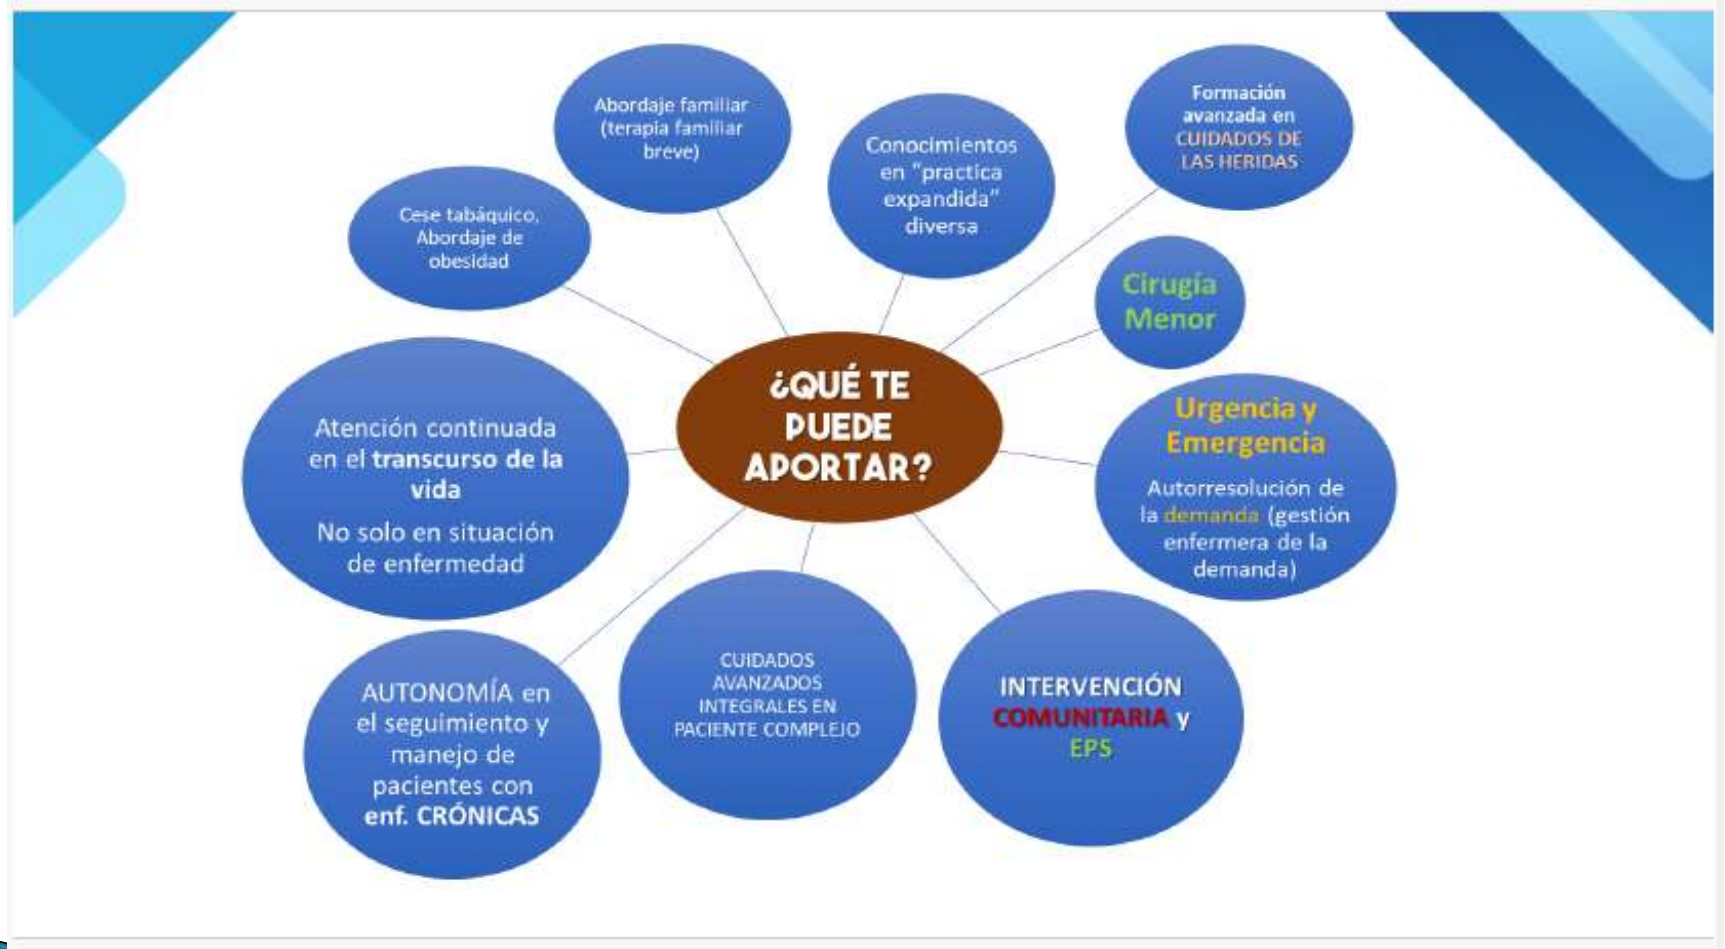 Abordaje familiar
(terapia familiar
breve)
Conocimientos
en "practica
expandida"
diversa
Formación
avanzada en
CUIDADOS DE
LAS HERIDAS
Cese tabáquico,
Abordaje de
obesidad
Cirugía
Menor
¿QUÉ TE
PUEDE
APORTAR?
Atención continuada
en el transcurso de la
vida
No solo en situación
de enfermedad
Urgencia y
Emergencia
Autorresolución de
la demanda (gestión
enfermera de la
demanda)
AUTONOMÍA en
el seguimiento y
manejo de
pacientes con
enf. CRÓNICAS
CUIDADOS
AVANZADOS
INTEGRALES EN
PACIENTE COMPLEJO
INTERVENCIÓN
COMUNITARIA y
EPS